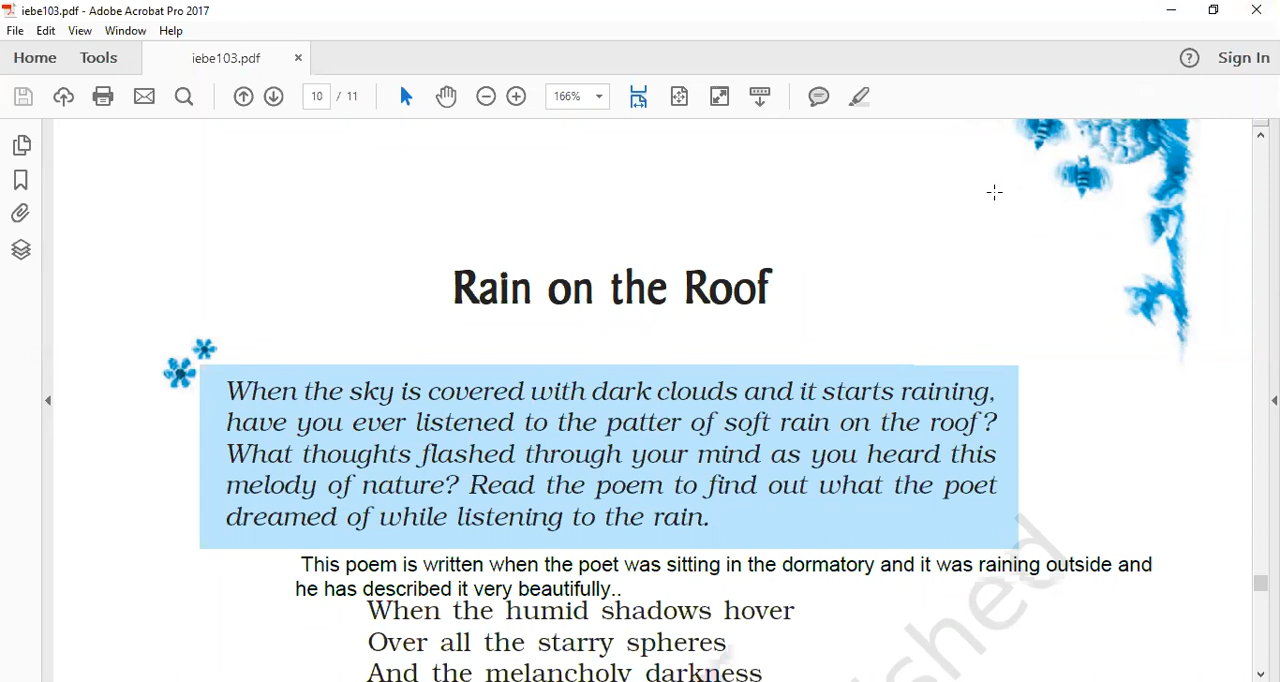 iebe103.pdf - Adobe Acrobat Pro 2017
File Edit View Window Help
Home Tools iebe103.pdf × Sign In
10 / 11 166%
Rain on the Roof
When the sky is covered with dark clouds and it starts raining,
have you ever listened to the patter of soft rain on the roof?
What thoughts flashed through your mind as you heard this
melody of nature? Read the poem to find out what the poet
dreamed of while listening to the rain.
This poem is written when the poet was sitting in the dormatory and it was raining outside and
he has described it very beautifully..
When the humid shadows hover
Over all the starry spheres
And the melancholy darkness